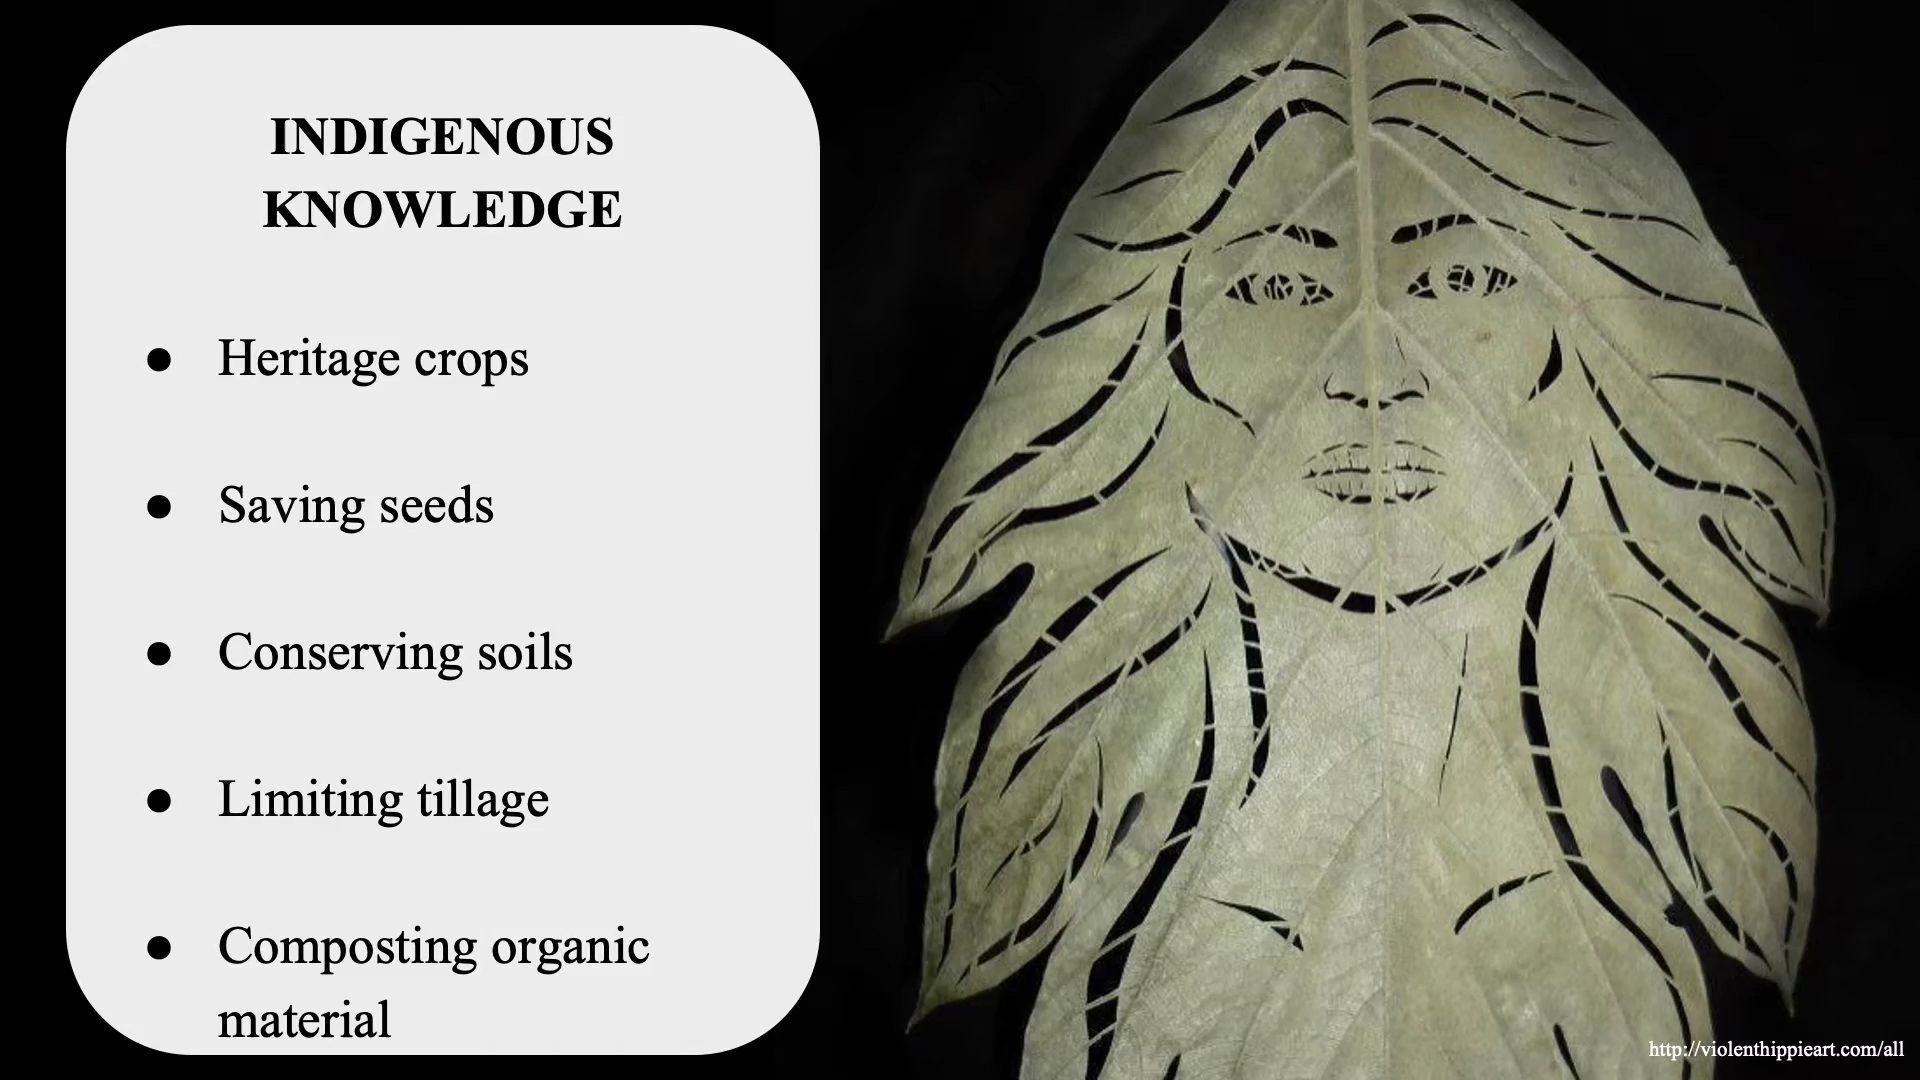 INDIGENOUS
KNOWLEDGE
● Heritage crops
● Saving seeds
● Conserving soils
● Limiting tillage
● Composting organic
material
http://violenthippieart.com/all